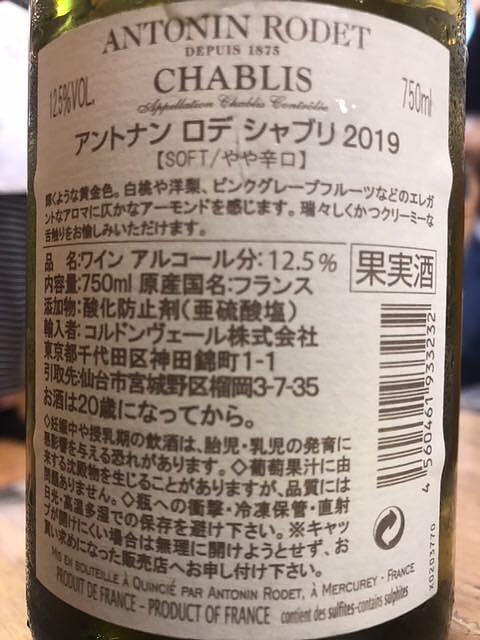 ANTONIN RODET
DEPUIS 1875
CHABLIS
12.5%VOL.
Appellation Chablis Contrôlée
750ml
アントナン ロデ シャブリ 2019
【SOFT/やや辛口】
輝くような黄金色。白桃や洋梨、ピンクグレープフルーツなどのエレガ
ントなアロマに仄かなアーモンドを感じます。瑞々しくかつクリーミーな
舌触りをお愉しみいただけます。
品 名:ワイン アルコール分:12.5%
内容量:750ml 原産国名:フランス
果実酒
添加物:酸化防止剤(亜硫酸塩)
輸入者:コルドンヴェール株式会社
東京都千代田区神田錦町1-1
引取先:仙台市宮城野区榴岡3-7-35
お酒は20歳になってから。
◇妊娠中や授乳期の飲酒は、胎児・乳児の発育に
悪影響を与える恐れがあります。◇葡萄果汁に由
来する沈殿物を生じることがありますが、品質には
問題ありません。◇瓶への衝撃・冷凍保管・直射
日光・高温多湿での保存を避け下さい。※キャッ
プが開けにくい場合は無理に開けようとせず、お
買い求めになった販売店へお申し付け下さい。
4 560461 933232
X0203770
MIS EN BOUTEILLE À QUINCIÉ PAR ANTONIN RODET, À MERCUREY - FRANCE
PRODUIT DE FRANCE - PRODUCT OF FRANCE contient des sulfites-contains sulphites